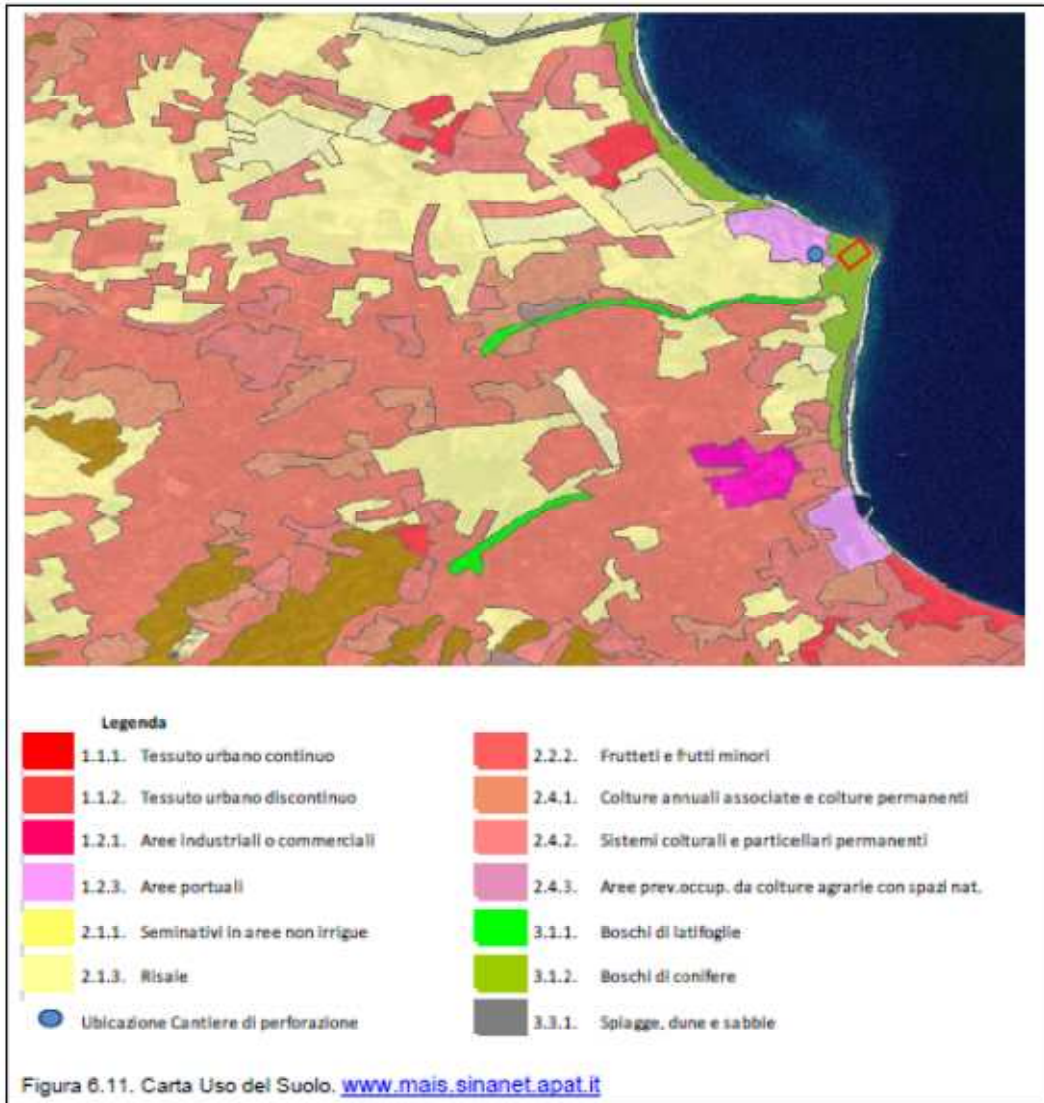 Legenda
1.1.1. Tessuto urbano continuo
1.1.2. Tessuto urbano discontinuo
1.2.1. Aree industriali o commerciali
1.2.3. Aree portuali
2.1.1. Seminativi in aree non irrigue
2.1.3. Risaie
Ubicazione Cantiere di perforazione
2.2.2. Frutteti e frutti minori
2.4.1. Colture annuali associate e colture permanenti
2.4.2. Sistemi colturali e particellari permanenti
2.4.3. Aree prev.occup. da colture agrarie con spazi nat.
3.1.1. Boschi di latifoglie
3.1.2. Boschi di conifere
3.3.1. Spiagge, dune e sabbie
Figura 6.11. Carta Uso del Suolo. www.mais.sinanet.apat.it